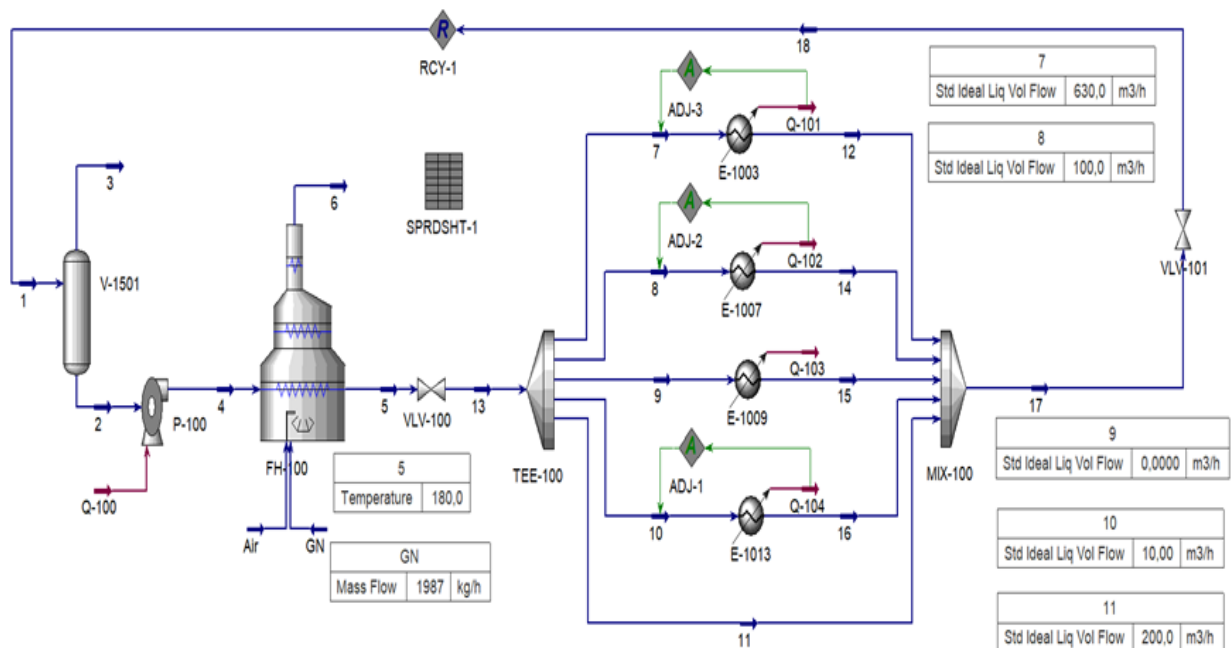 18
R
RCY-1
7
Std Ideal Liq Vol Flow 630,0 m3/h
8
Std Ideal Liq Vol Flow 100,0 m3/h
A
ADJ-3
Q-101
7
E-1003
12
3
6
SPRDSHT-1
A
ADJ-2
Q-102
8
E-1007
14
VLV-101
1
V-1501
Q-103
9
E-1009
15
2
P-100
4
5
VLV-100
13
17
FH-100
TEE-100
A
ADJ-1
Q-104
10
E-1013
16
MIX-100
Q-100
Air
GN
5
Temperature 180,0
GN
Mass Flow 1987 kg/h
9
Std Ideal Liq Vol Flow 0,0000 m3/h
10
Std Ideal Liq Vol Flow 10,00 m3/h
11
11
Std Ideal Liq Vol Flow 200,0 m3/h